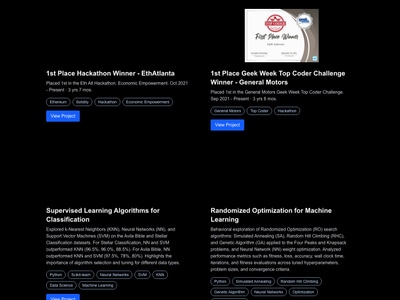 First Place Winner
1st Place Hackathon Winner - EthAtlanta
Placed 1st in the Eth Atl Hackathon: Economic Empowerment Oct 2021
- Present · 3 yrs 7 mos.
Ethereum
Solidity
Hackathon
Economic Empowerment
View Project
1st Place Geek Week Top Coder Challenge
Winner - General Motors
Placed 1st in the General Motors Geek Week Top Coder Challenge.
Sep 2021 - Present · 3 yrs 8 mos.
General Motors
Top Coder
Hackathon
View Project
Supervised Learning Algorithms for
Classification
Explored k-Nearest Neighbors (KNN), Neural Networks (NN), and
Support Vector Machines (SVM) on the Avila Bible and Stellar
Classification datasets. For Stellar Classification, NN and SVM
outperformed KNN (96.5%, 96.0%, 88.5%). For Avila Bible, NN
outperformed KNN and SVM (97.5%, 78%, 80%). Highlights the
importance of algorithm selection and tuning for different data types.
Python
Scikit-learn
Neural Networks
SVM
KNN
Data Science
Machine Learning
View Project
Randomized Optimization for Machine
Learning
Behavioral exploration of Randomized Optimization (RO) search
algorithms: Simulated Annealing (SA), Random Hill Climbing (RHC),
and Genetic Algorithm (GA) applied to the Four Peaks and Knapsack
problems, and Neural Network (NN) weight optimization. Analyzed
performance metrics such as fitness, loss, accuracy, wall clock time,
iterations, and fitness evaluations across tuned hyperparameters,
problem sizes, and convergence criteria.
Python
Simulated Annealing
Random Hill Climbing
Genetic Algorithm
Neural Networks
Optimization